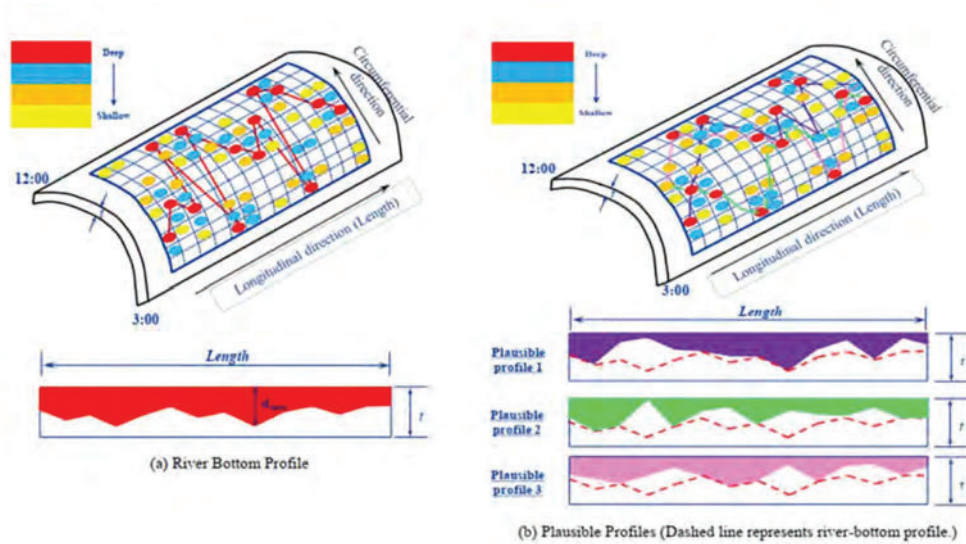 Deep
Shallow
Circumferential
direction
12:00
Longitudinal direction (Length)
3:00
Length
t
(a) River Bottom Profile
Deep
Shallow
Circumferential
direction
12:00
Longitudinal direction (Length)
3:00
Length
Plausible
profile 1
t
Plausible
profile 2
t
Plausible
profile 3
t
(b) Plausible Profiles (Dashed line represents river-bottom profile.)